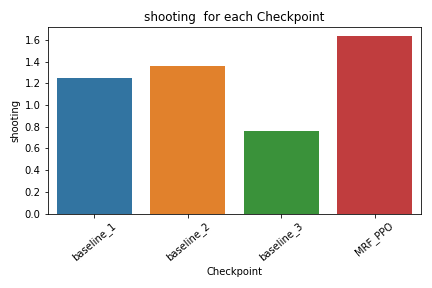 shooting  for each Checkpoint
shooting
1.6
1.4
1.2
1.0
0.8
0.6
0.4
0.2
0.0
baseline_1
baseline_2
baseline_3
MRF_PPO
Checkpoint